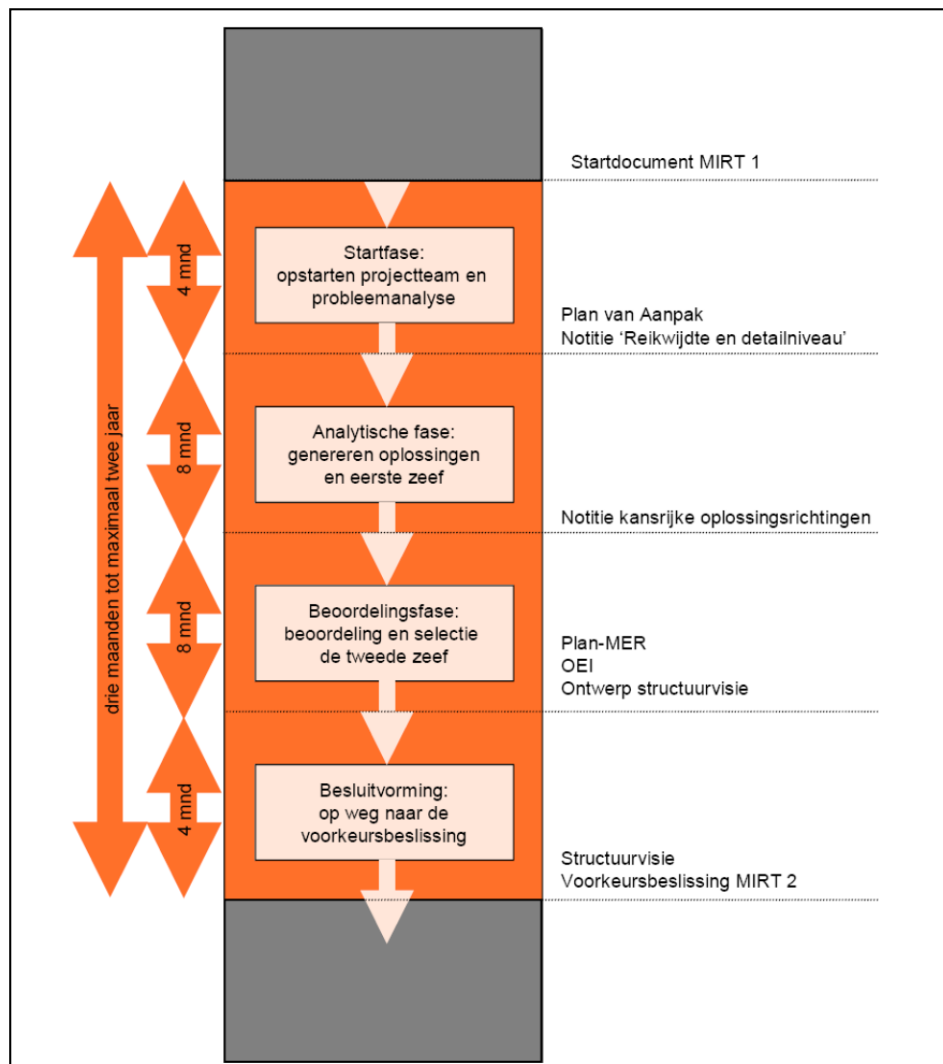 Startdocument MIRT 1
drie maanden tot maximaal twee jaar
4 mnd
Startfase:
opstarten projectteam en
probleemanalyse
Plan van Aanpak
Notitie ‘Reikwijdte en detailniveau’
8 mnd
Analytische fase:
genereren oplossingen
en eerste zeef
Notitie kansrijke oplossingsrichtingen
8 mnd
Beoordelingsfase:
beoordeling en selectie
de tweede zeef
Plan-MER
OEI
Ontwerp structuurvisie
4 mnd
Besluitvorming:
op weg naar de
voorkeursbeslissing
Structuurvisie
Voorkeursbeslissing MIRT 2